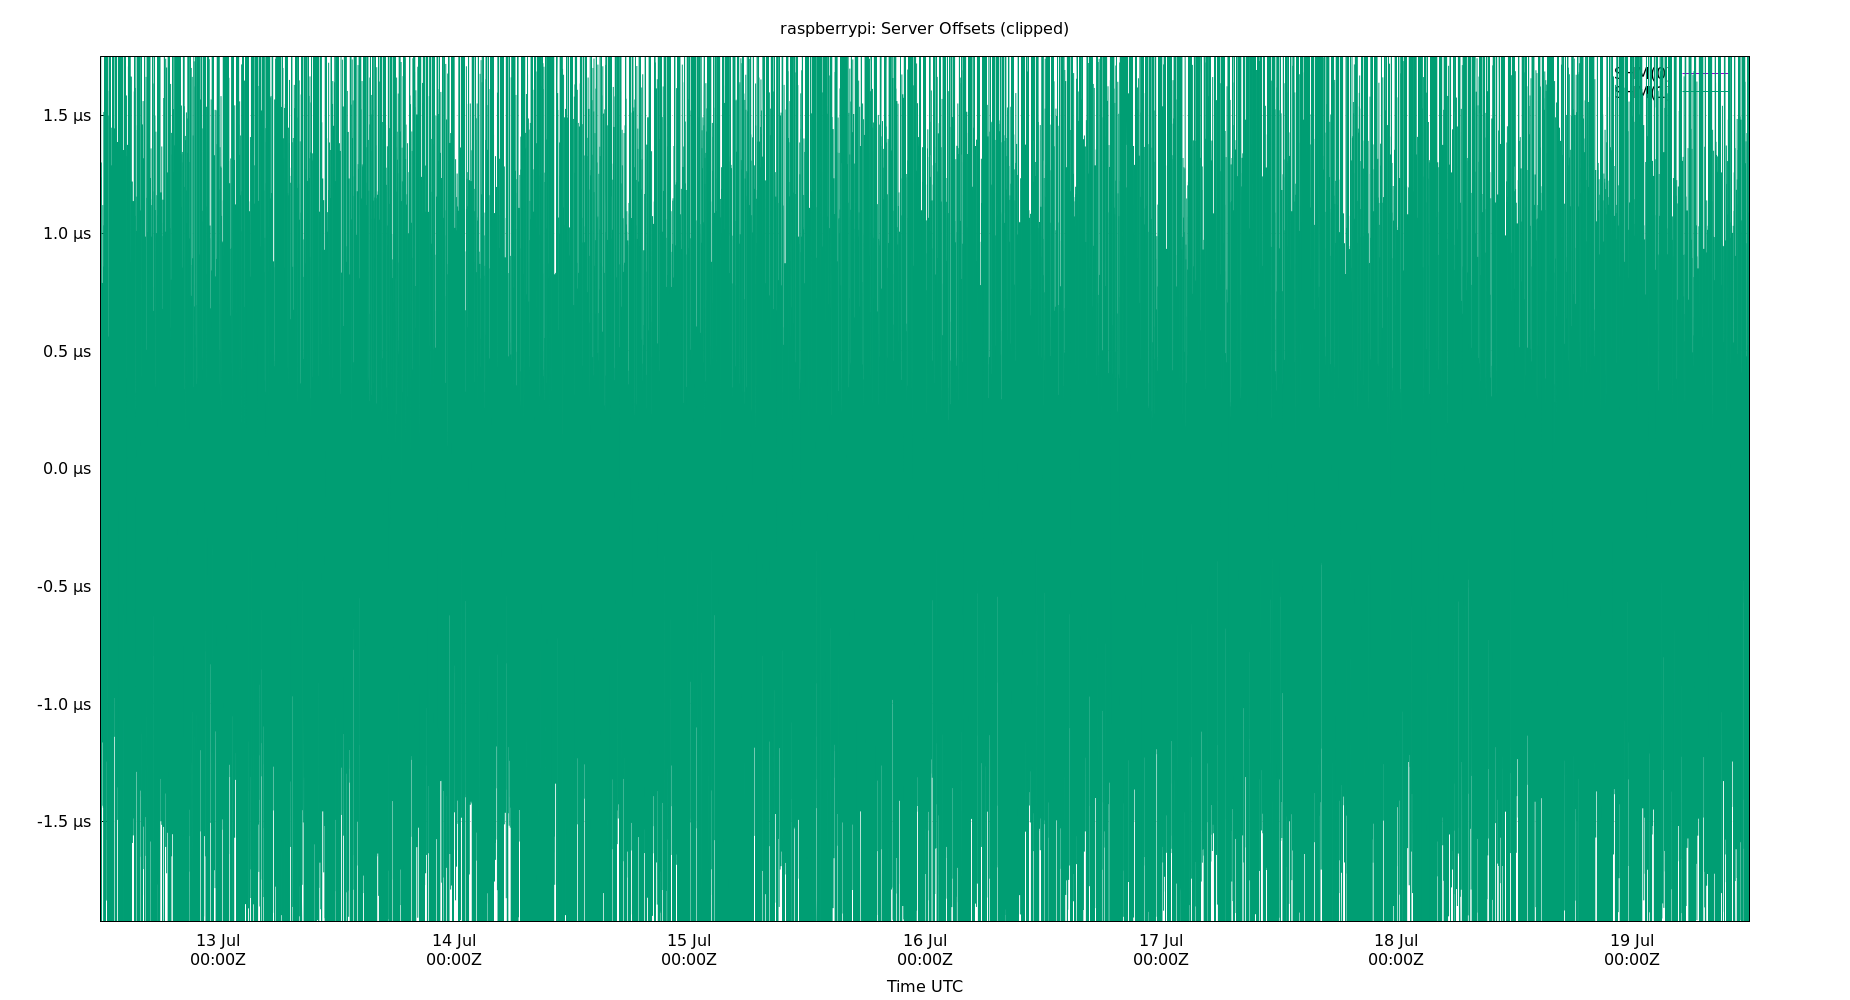 raspberrypi: Server Offsets (clipped)
1.5 µs
1.0 µs
0.5 µs
0.0 µs
-0.5 µs
-1.0 µs
-1.5 µs
13 Jul 14 Jul 15 Jul 16 Jul 17 Jul 18 Jul 19 Jul
00:00Z 00:00Z 00:00Z 00:00Z 00:00Z 00:00Z 00:00Z
Time UTC